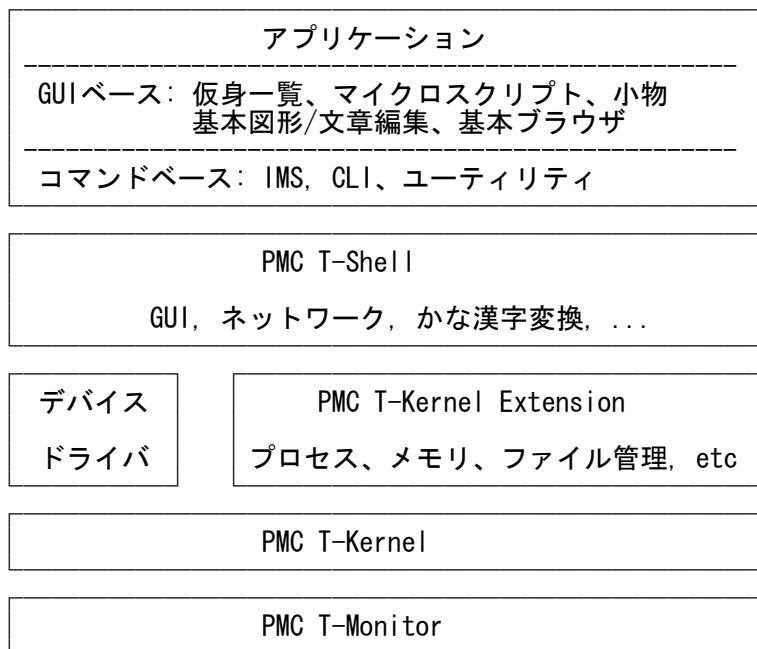 アプリケーション
GUIベース: 仮身一覧、マイクロスクリプト、小物
基本図形/文章編集、基本ブラウザ
コマンドベース: IMS, CLI、ユーティリティ
PMC T-Shell
GUI, ネットワーク, かな漢字変換, ...
デバイス
ドライバ
PMC T-Kernel Extension
プロセス、メモリ、ファイル管理, etc
PMC T-Kernel
PMC T-Monitor